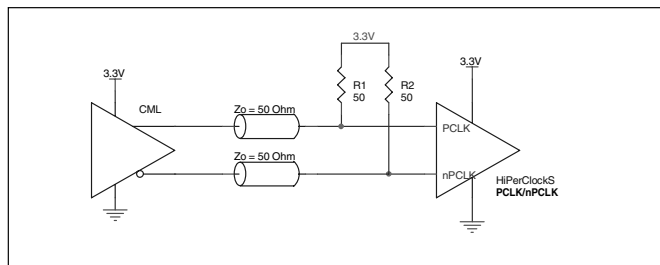 3.3V
3.3V
R1
50
R2
50
3.3V
CML
Zo = 50 Ohm
PCLK
Zo = 50 Ohm
nPCLK
HiPerClockS
PCLK/nPCLK